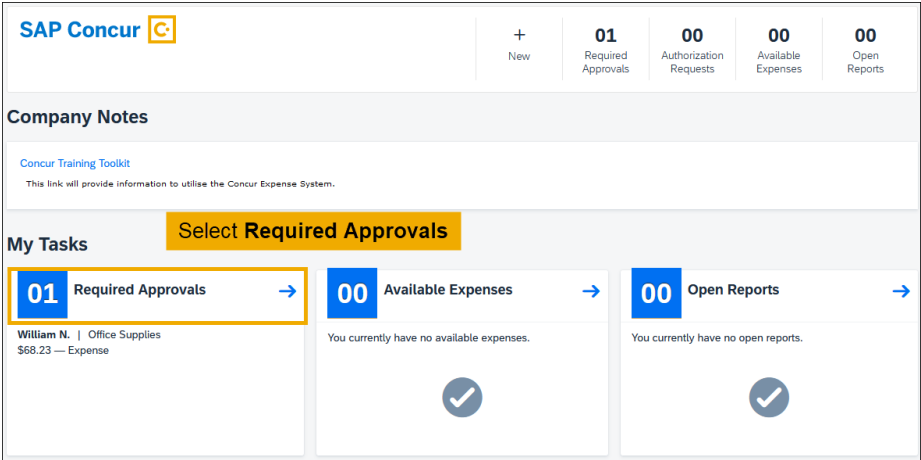 SAP Concur C
+
New
01
Required
Approvals
00
Authorization
Requests
00
Available
Expenses
00
Open
Reports
Company Notes
Concur Training Toolkit
This link will provide information to utilise the Concur Expense System.
Select Required Approvals
My Tasks
01 Required Approvals →
William N. | Office Supplies
$68.23 — Expense
00 Available Expenses →
You currently have no available expenses.
00 Open Reports →
You currently have no open reports.